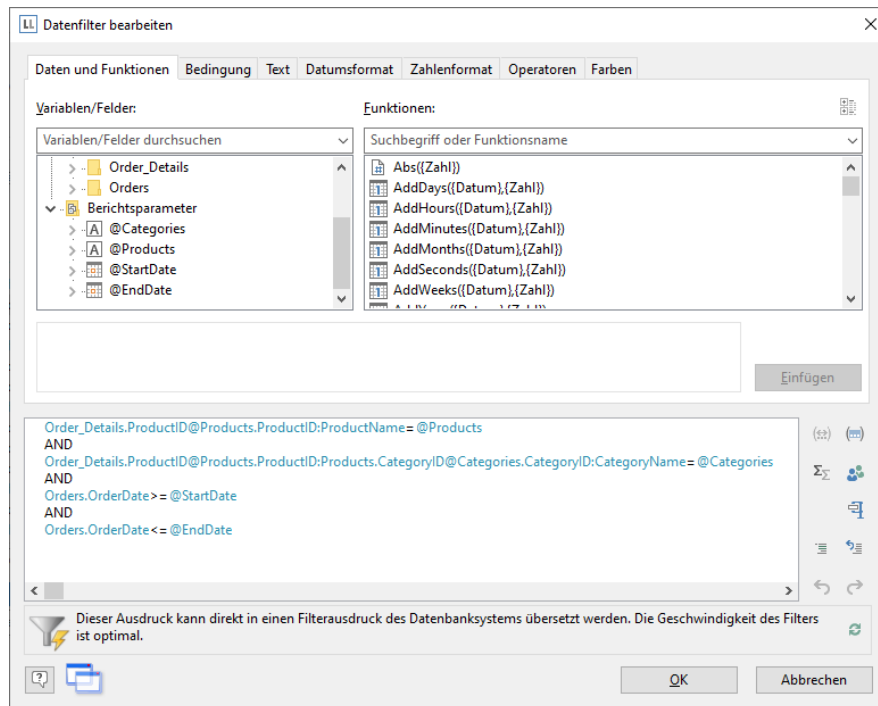 LL Datenfilter bearbeiten
Daten und Funktionen Bedingung Text Datumsformat Zahlenformat Operatoren Farben
Variablen/Felder: Funktionen:
Variablen/Felder durchsuchen Suchbegriff oder Funktionsname
Order_Details Abs({Zahl})
Orders AddDays({Datum},{Zahl})
Berichtsparameter AddHours({Datum},{Zahl})
@Categories AddMinutes({Datum},{Zahl})
@Products AddMonths({Datum},{Zahl})
@StartDate AddSeconds({Datum},{Zahl})
@EndDate AddWeeks({Datum},{Zahl})
Einfügen
Order_Details.ProductID@Products.ProductID:ProductName= @Products
AND
Order_Details.ProductID@Products.ProductID:Products.CategoryID@Categories.CategoryID:CategoryName= @Categories
AND
Orders.OrderDate>= @StartDate
AND
Orders.OrderDate<= @EndDate
Dieser Ausdruck kann direkt in einen Filterausdruck des Datenbanksystems übersetzt werden. Die Geschwindigkeit des Filters
ist optimal.
OK Abbrechen